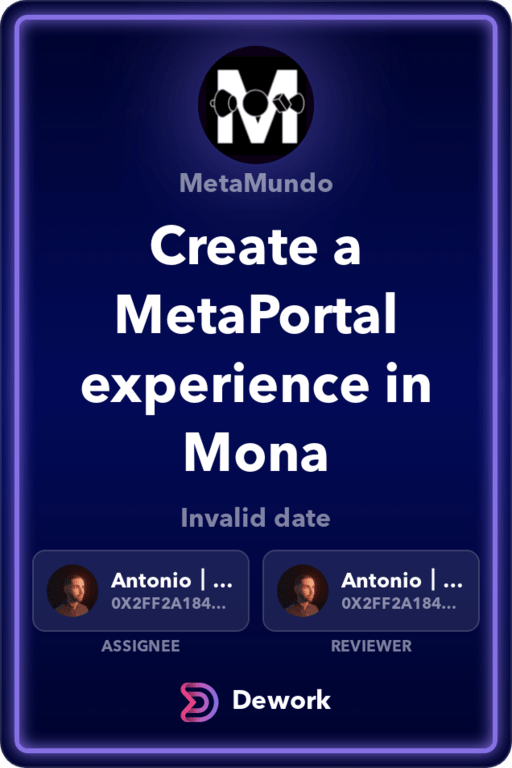 M
MetaMundo
Create a
MetaPortal
experience in
Mona
Invalid date
Antonio | ...
0X2FF2A184...
Antonio | ...
0X2FF2A184...
ASSIGNEE
REVIEWER
Dework